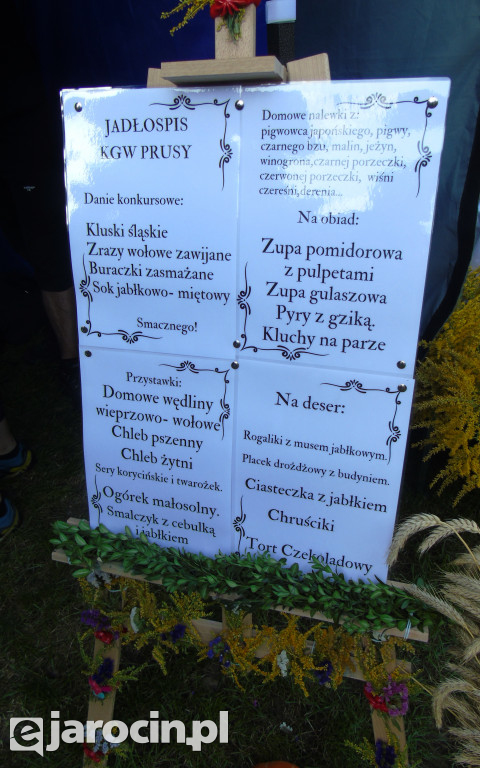 JADŁOSPIS
KGW PRUSY
Danie konkursowe:
Kluski śląskie
Zrazy wołowe zawijane
Buraczki zasmażane
Sok jabłkowo- miętowy
Smacznego!
Domowe nalewki z:
pigwowca japońskiego, pigwy,
czarnego bzu, malin, jeżyn,
winogrona,czarnej porzeczki,
czerwonej porzeczki, wiśni
czereśni,derenia...
Na obiad:
Zupa pomidorowa
z pulpetami
Zupa gulaszowa
Pyry z gziką.
Kluchy na parze
Przystawki:
Domowe wędliny
wieprzowo- wołowe
Chleb pszenny
Chleb żytni
Sery korycińskie i twarożek.
Ogórek małosolny.
Smalczyk z cebulką
i jabłkiem
Na deser:
Rogaliki z musem jabłkowym.
Placek drożdżowy z budyniem.
Ciasteczka z jabłkiem
Chruściki
Tort Czekoladowy
ejarocin.pl